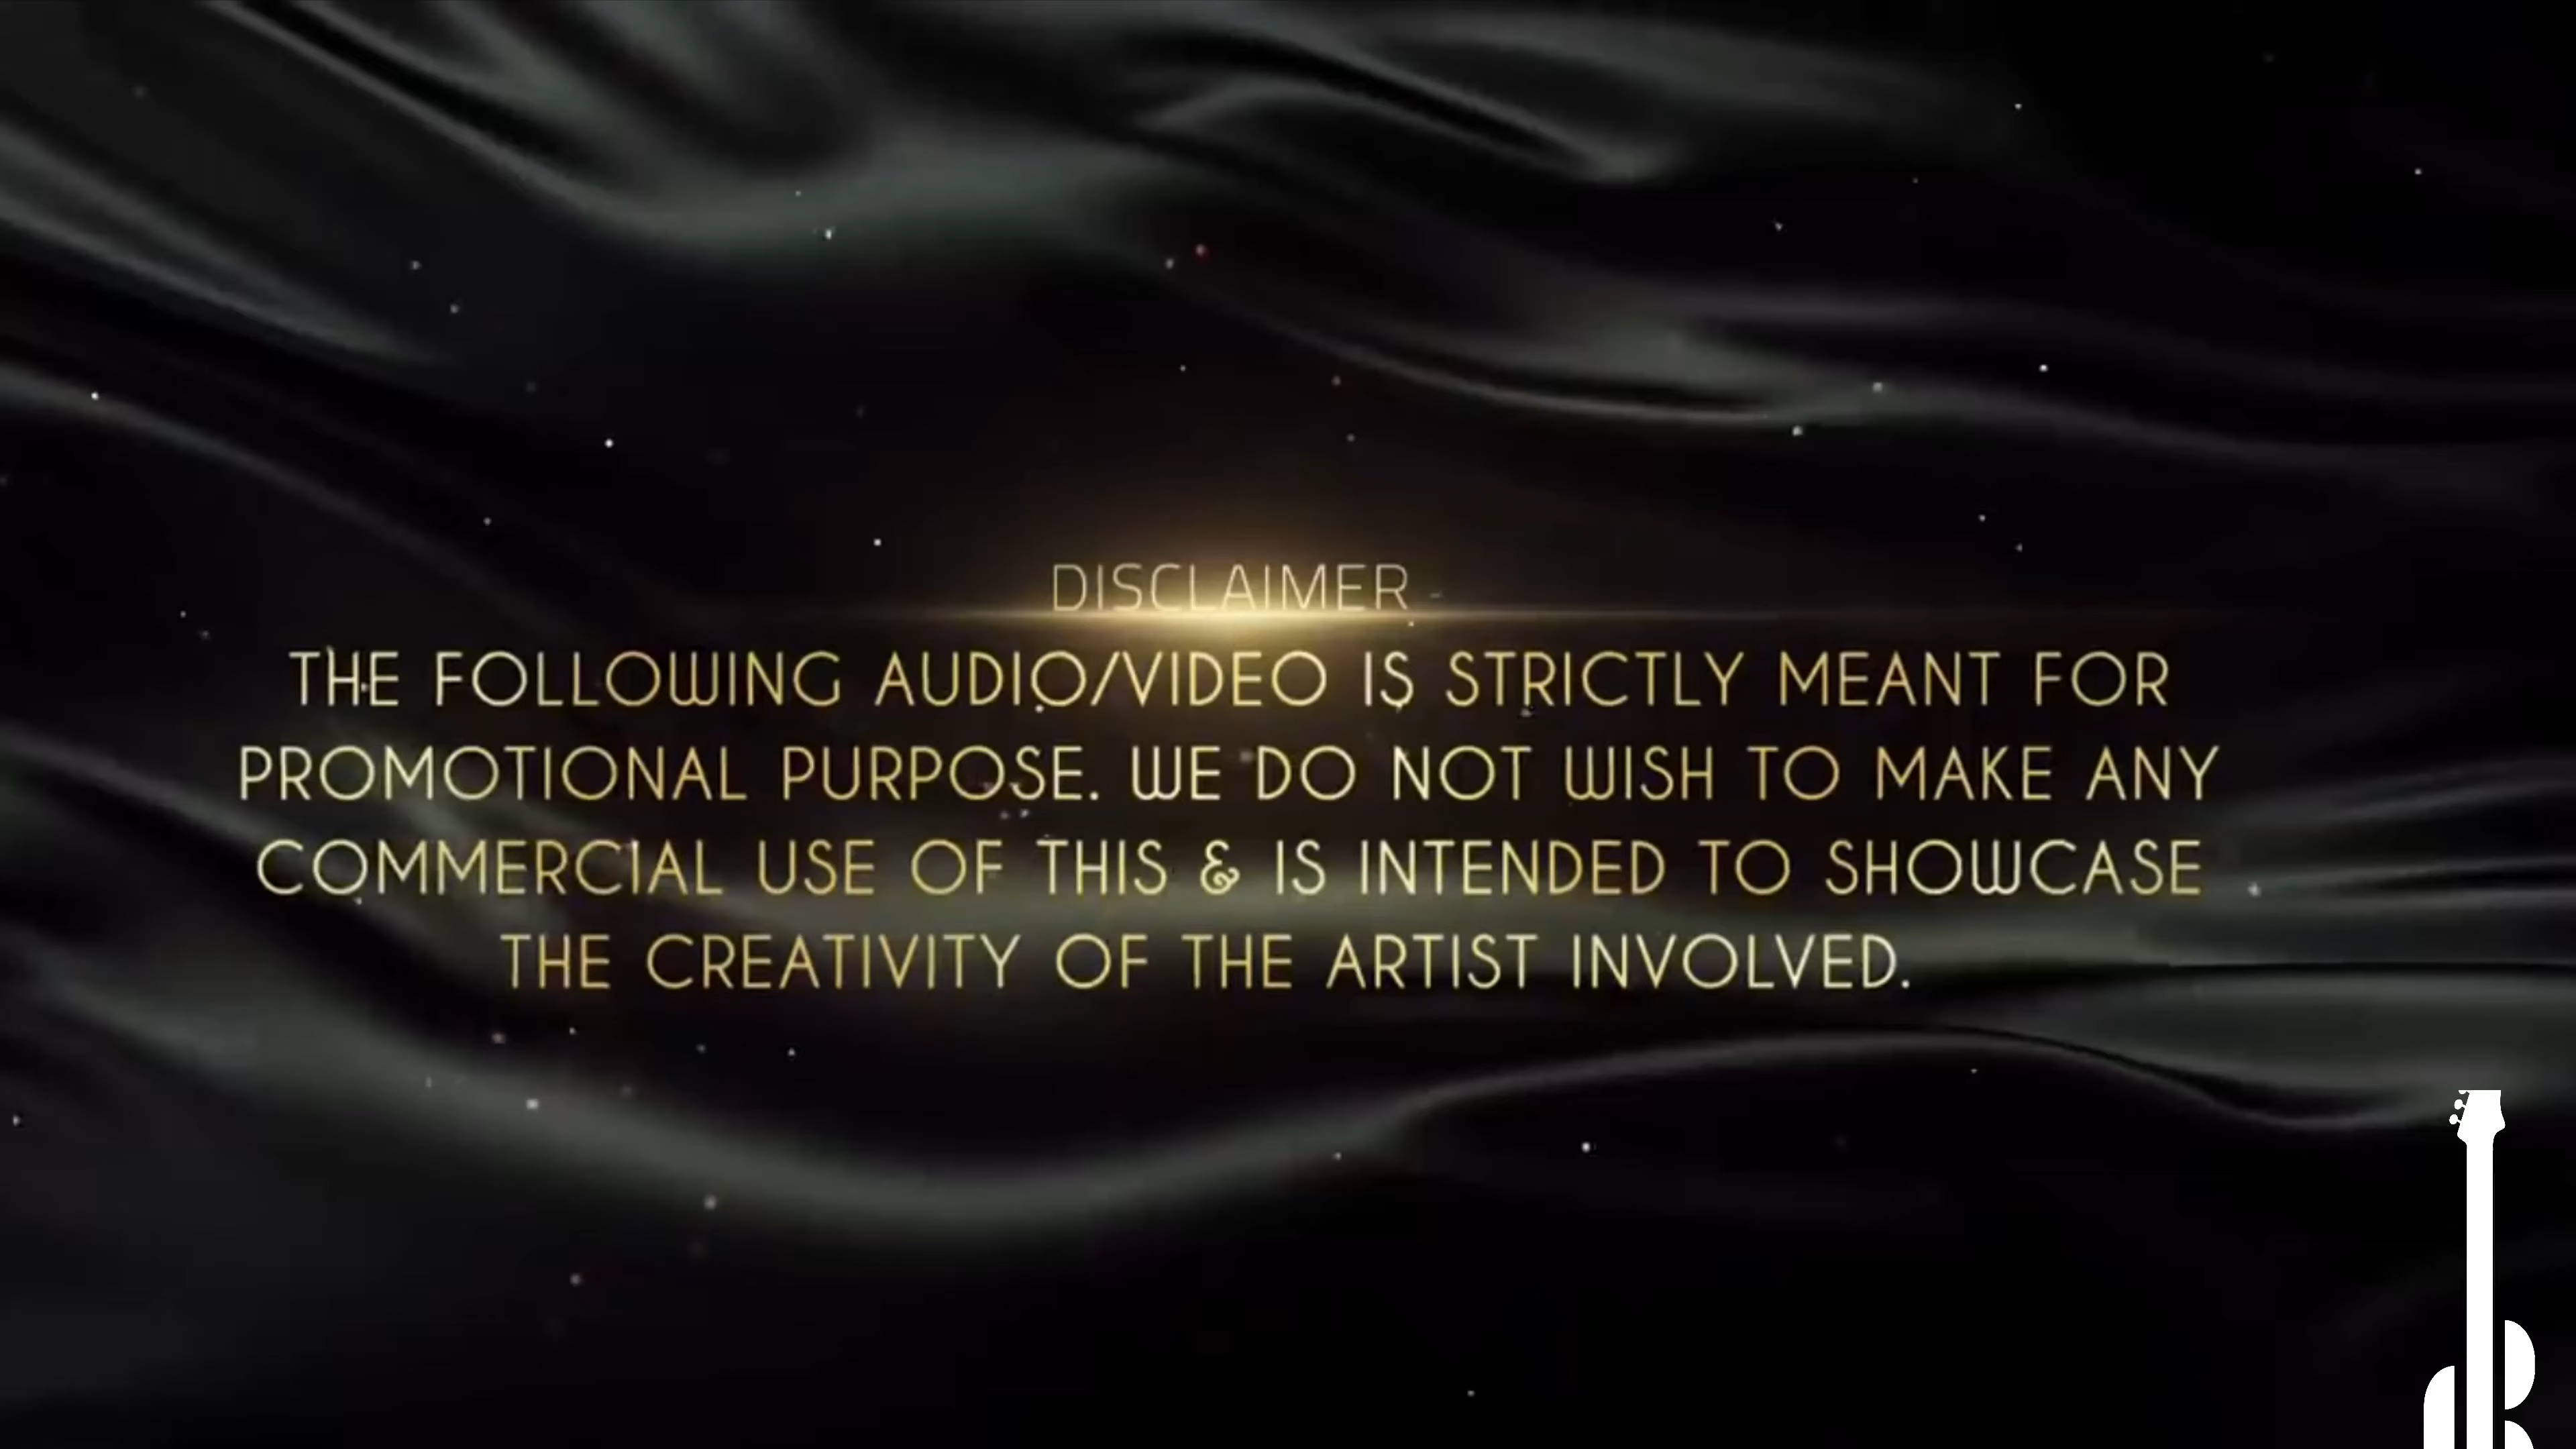 DISCLAIMER
THE FOLLOWING AUDIO/VIDEO IS STRICTLY MEANT FOR
PROMOTIONAL PURPOSE. WE DO NOT WISH TO MAKE ANY
COMMERCIAL USE OF THIS & IS INTENDED TO SHOWCASE
THE CREATIVITY OF THE ARTIST INVOLVED.